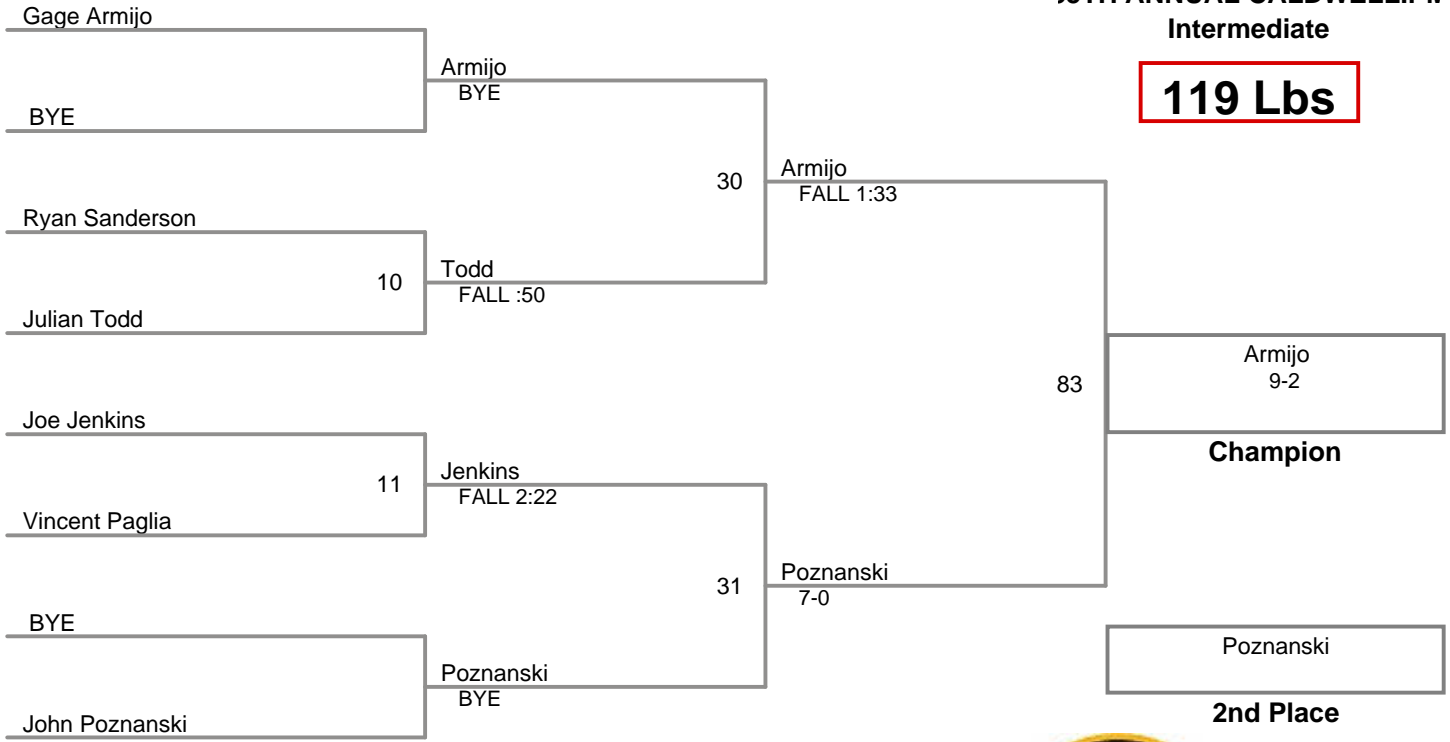 ANNUAL
Intermediate
119 Lbs
Gage Armijo
Armijo
BYE
BYE
30
Armijo
FALL 1:33
Ryan Sanderson
10
Todd
FALL :50
Julian Todd
83
Armijo
9-2
Champion
Joe Jenkins
11
Jenkins
FALL 2:22
Vincent Paglia
31
Poznanski
7-0
BYE
Poznanski
BYE
John Poznanski
Poznanski
2nd Place